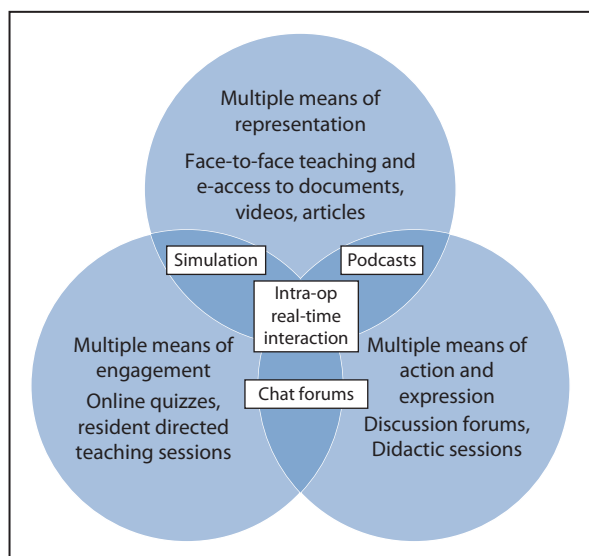 Multiple means of
representation
Face-to-face teaching and
e-access to documents,
videos, articles
Simulation
Podcasts
Intra-op
real-time
interaction
Multiple means of
engagement
Online quizzes,
resident directed
teaching sessions
Chat forums
Multiple means of
action and
expression
Discussion forums,
Didactic sessions